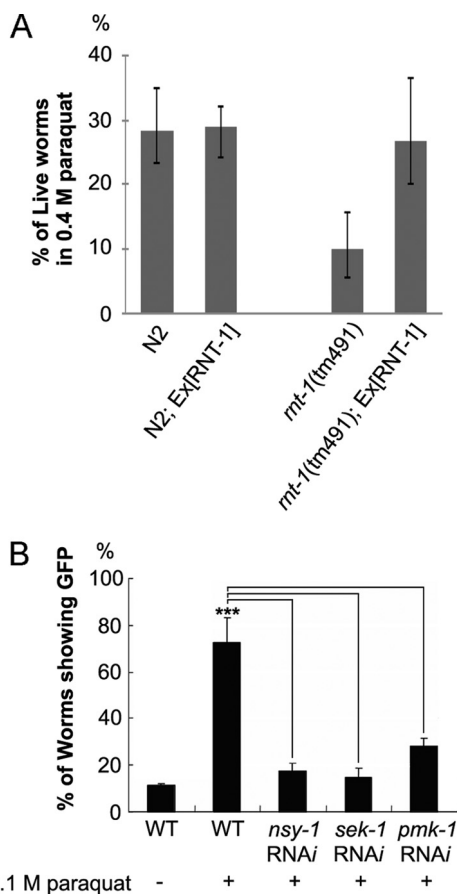 A
%
% of Live worms
in 0.4 M paraquat
40
30
20
10
0
N2
N2; Ex[RNT-1]
rnt-1(tm491)
rnt-1(tm491); Ex[RNT-1]
B
%
% of Worms showing GFP
100
80
60
40
20
0
***
WT WT nsy-1 sek-1 pmk-1
RNAi RNAi RNAi
.1 M paraquat - + + + +